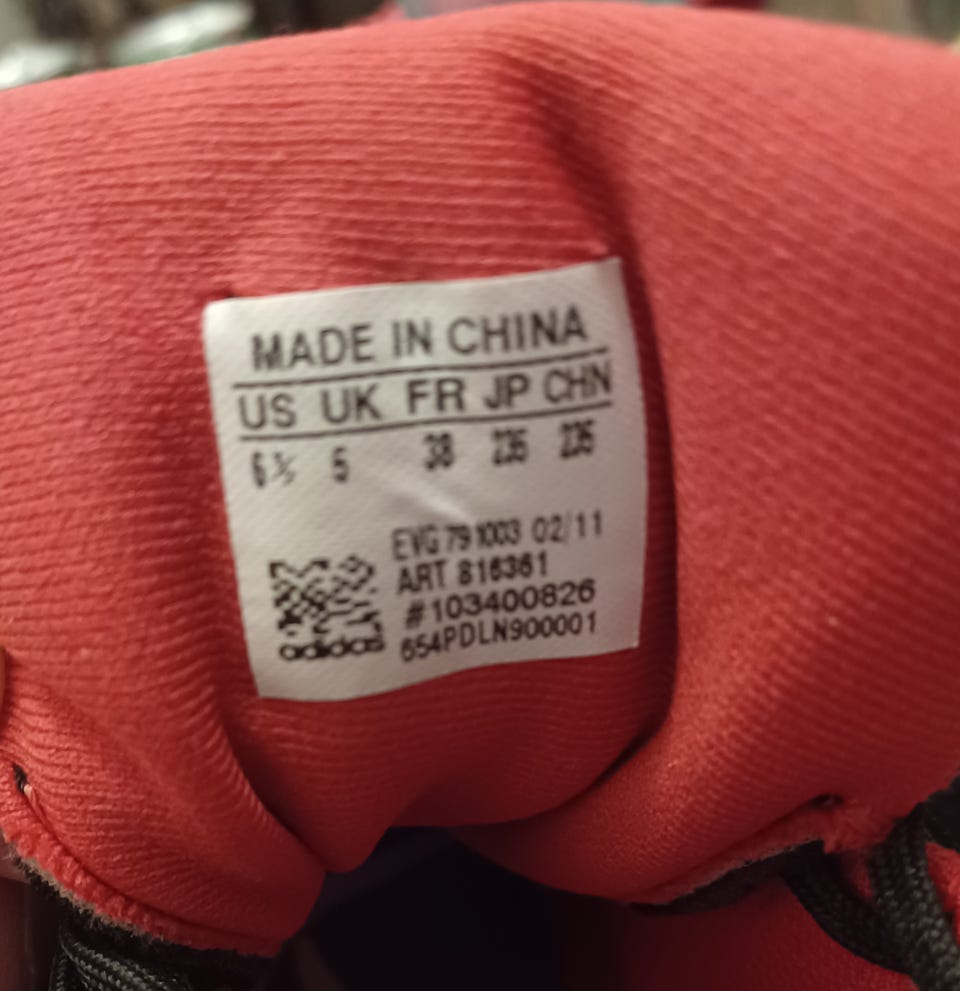 MADE IN CHINA
US UK FR JP CHN
6½ 5 38 235 235
EVG 791003 02/11
ART 816361
#103400826
adidas 654PDLN900001